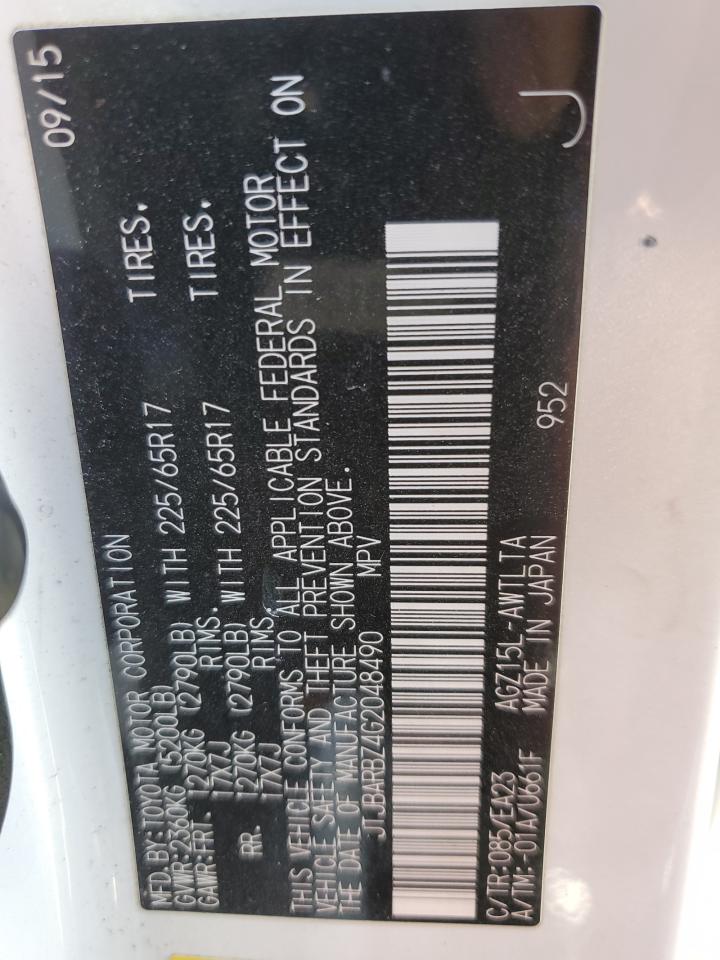 MFD. BY:TOYOTA MOTOR CORPORATION 09/15
GVWR:2360KG (5200LB)
GAWR:FRT. 1270KG (2790LB) WITH 225/65R17 TIRES.
17X7J RIMS.
RR. 1270KG (2790LB) WITH 225/65R17 TIRES.
17X7J RIMS.
THIS VEHICLE CONFORMS TO ALL APPLICABLE FEDERAL MOTOR
VEHICLE SAFETY AND THEFT PREVENTION STANDARDS IN EFFECT ON
THE DATE OF MANUFACTURE SHOWN ABOVE.
JTJBARBZ4G2048490 MPV
C/TR:085/EA23 AGZ15L-AWTLTA
A/TM:-01A/U661F MADE IN JAPAN 952 J